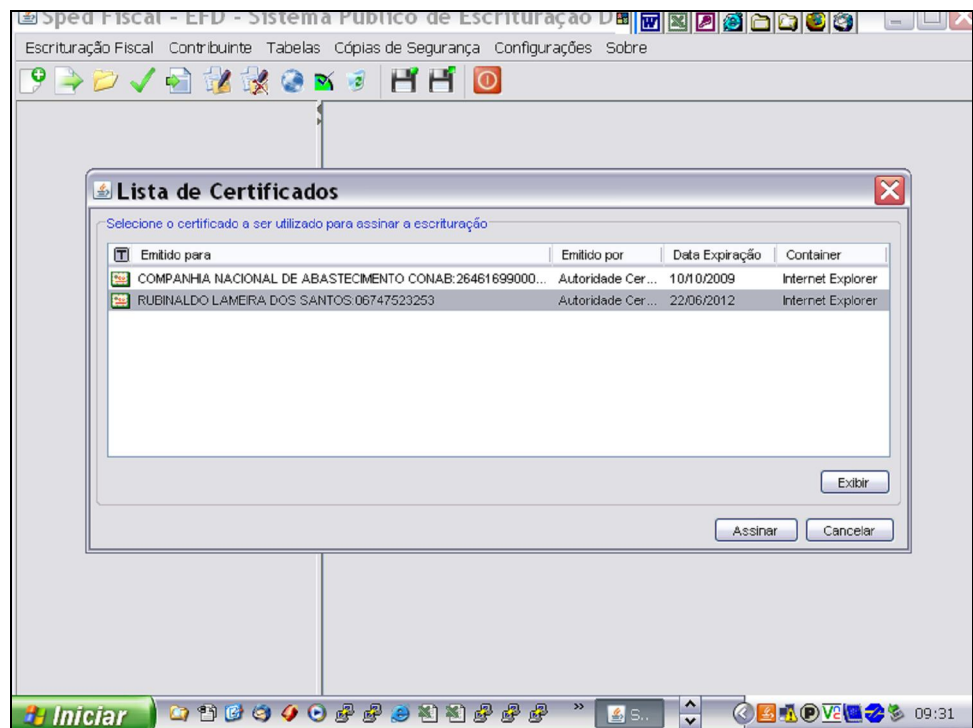 Sped Fiscal - EFD - Sistema Público de Escrituração D
Escrituração Fiscal Contribuinte Tabelas Cópias de Segurança Configurações Sobre
Lista de Certificados
Selecione o certificado a ser utilizado para assinar a escrituração
T Emitido para Emitido por Data Expiração Container
COMPANHIA NACIONAL DE ABASTECIMENTO CONAB:26461699000... Autoridade Cer... 10/10/2009 Internet Explorer
RUBINALDO LAMEIRA DOS SANTOS:06747523253 Autoridade Cer... 22/06/2012 Internet Explorer
Exibir
Assinar Cancelar
Iniciar » S.. 09:31